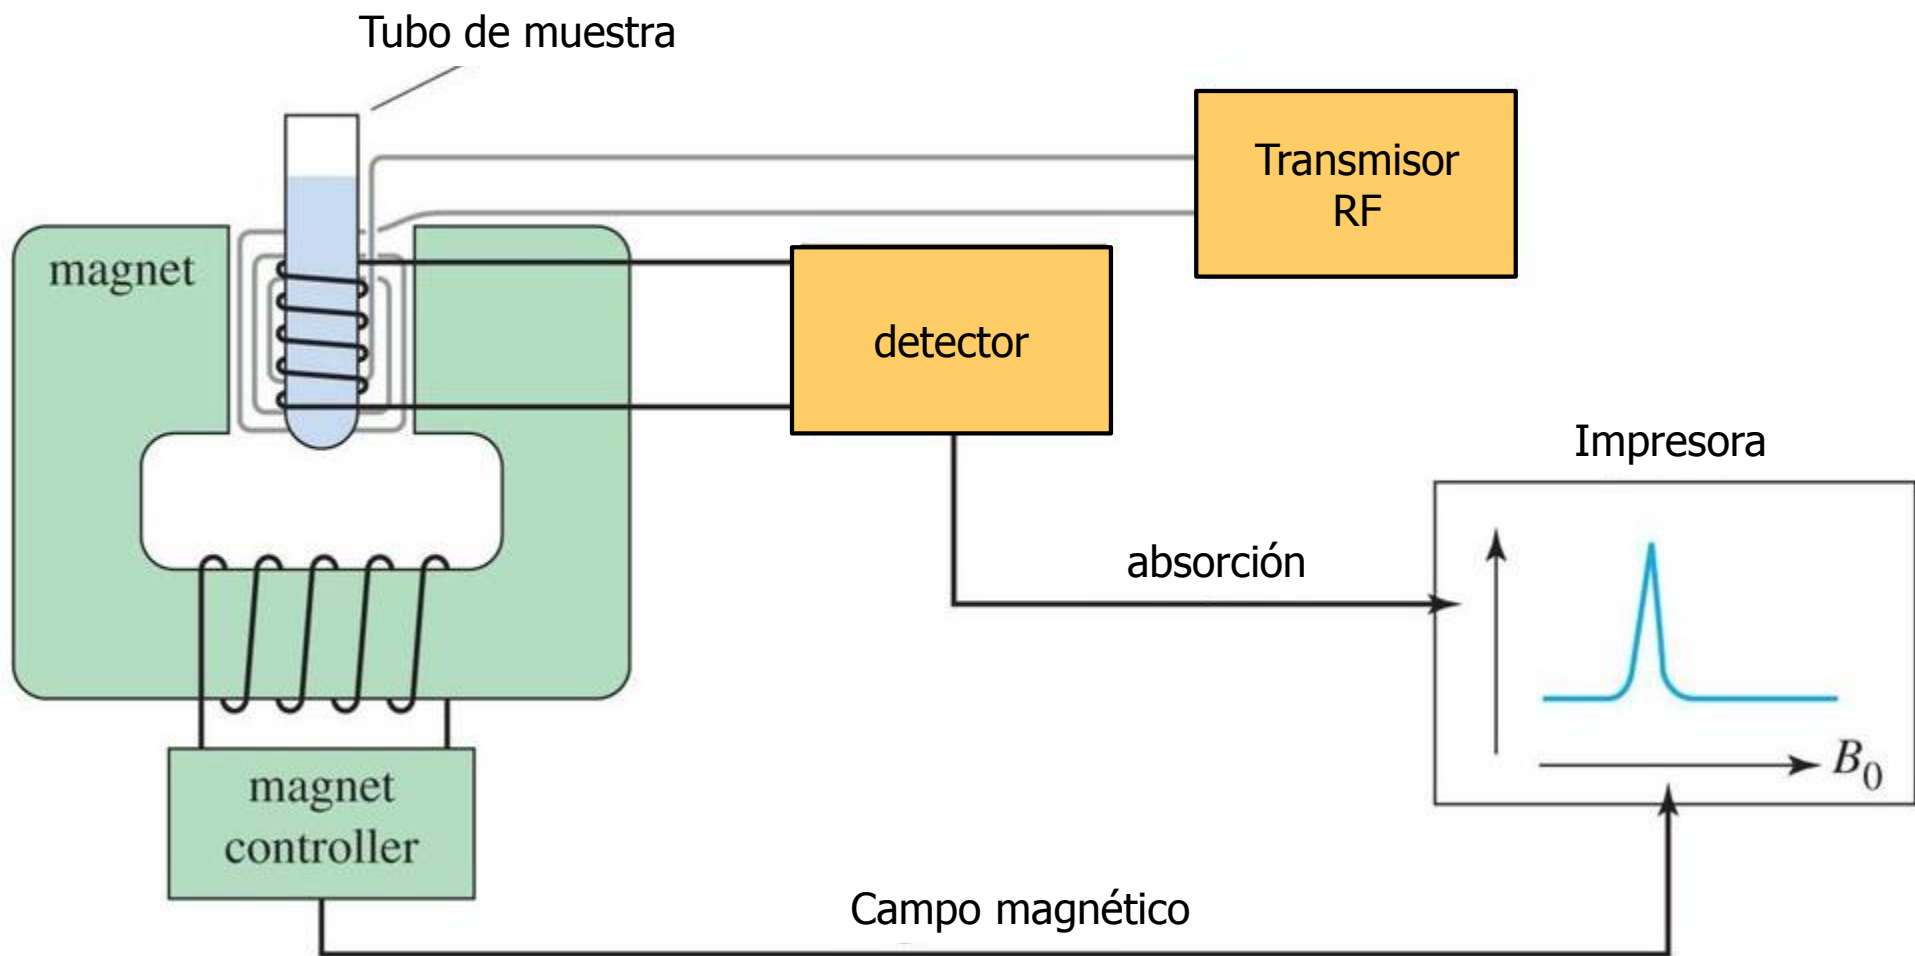 Tubo de muestra
Transmisor
RF
magnet
detector
Impresora
absorción
B₀
magnet
controller
Campo magnético